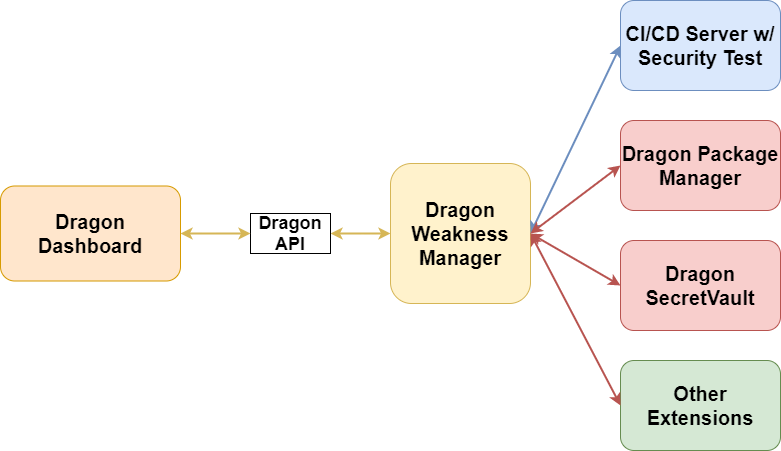 CI/CD Server w/
Security Test
Dragon Package
Manager
Dragon
Dashboard
Dragon
API
Dragon
Weakness
Manager
Dragon
SecretVault
Other
Extensions